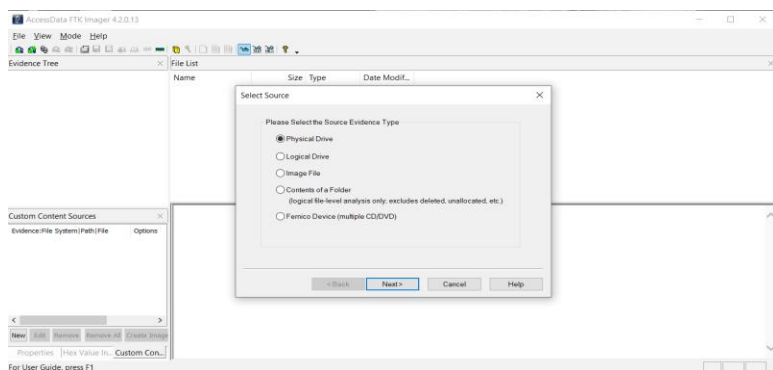 AccessData FTK Imager 4.2.0.13
File View Mode Help
Evidence Tree
File List
Name Size Type Date Modif...
Select Source
Please Select the Source Evidence Type
Physical Drive
Logical Drive
Image File
Contents of a Folder
(logical file-level analysis only; excludes deleted, unallocated, etc.)
Fernico Device (multiple CD/DVD)
< Back Next > Cancel Help
Custom Content Sources
Evidence:File System|Path|File Options
New Edit Remove Remove All Create Image
Properties Hex Value In... Custom Con...
For User Guide, press F1